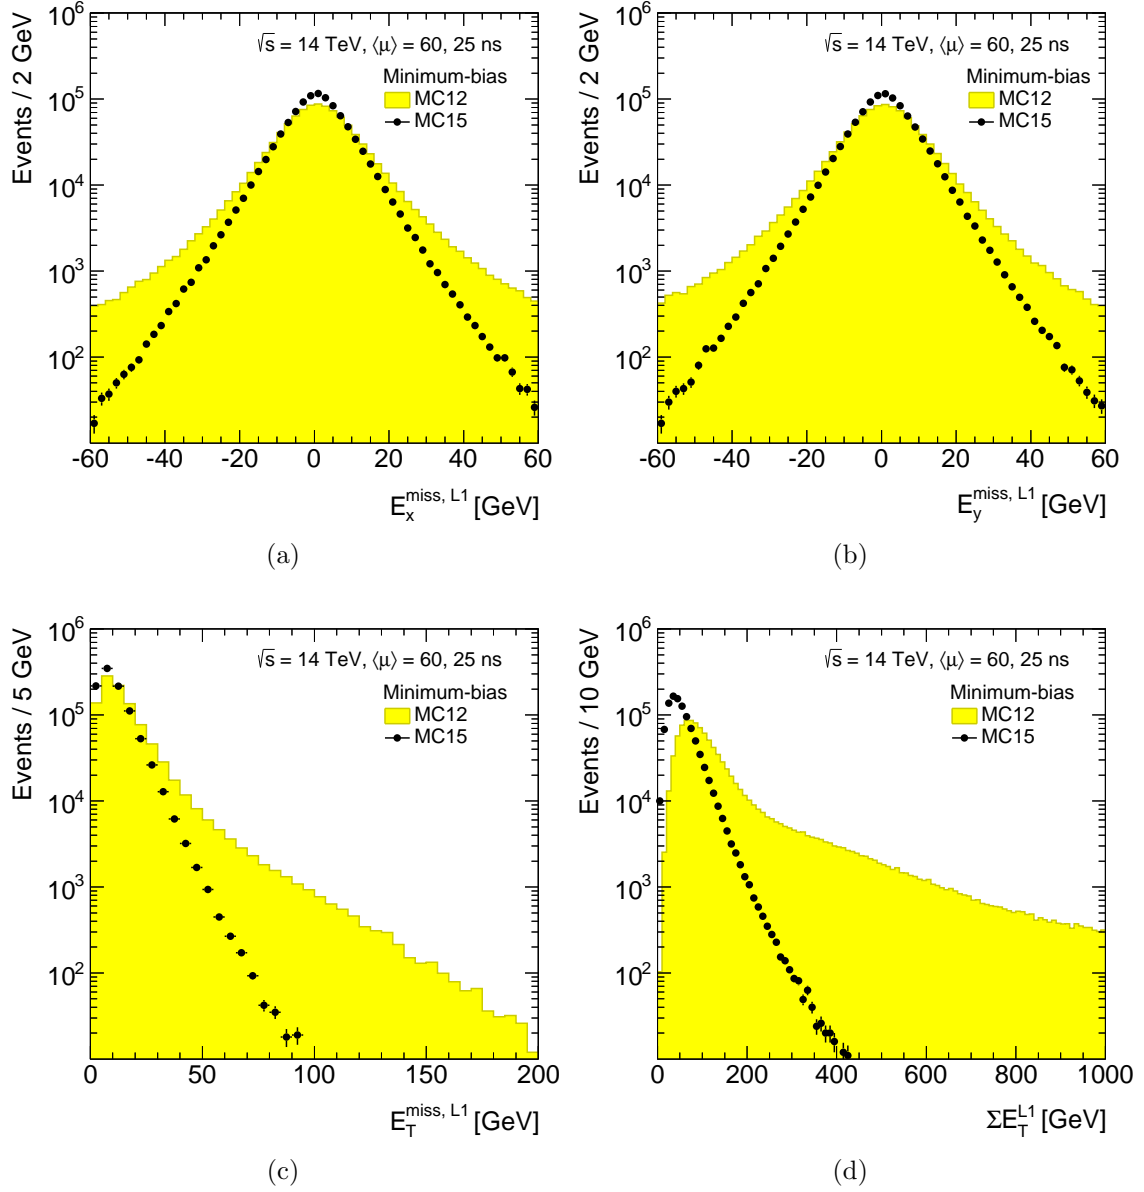 Events / 2 GeV
10^6
10^5
10^4
10^3
10^2
√s = 14 TeV, ⟨μ⟩ = 60, 25 ns
Minimum-bias
MC12
MC15
-60 -40 -20 0 20 40 60
E_x^miss, L1 [GeV]
(a)
Events / 2 GeV
10^6
10^5
10^4
10^3
10^2
√s = 14 TeV, ⟨μ⟩ = 60, 25 ns
Minimum-bias
MC12
MC15
-60 -40 -20 0 20 40 60
E_y^miss, L1 [GeV]
(b)
Events / 5 GeV
10^6
10^5
10^4
10^3
10^2
√s = 14 TeV, ⟨μ⟩ = 60, 25 ns
Minimum-bias
MC12
MC15
0 50 100 150 200
E_T^miss, L1 [GeV]
(c)
Events / 10 GeV
10^6
10^5
10^4
10^3
10^2
√s = 14 TeV, ⟨μ⟩ = 60, 25 ns
Minimum-bias
MC12
MC15
0 200 400 600 800 1000
ΣE_T^L1 [GeV]
(d)